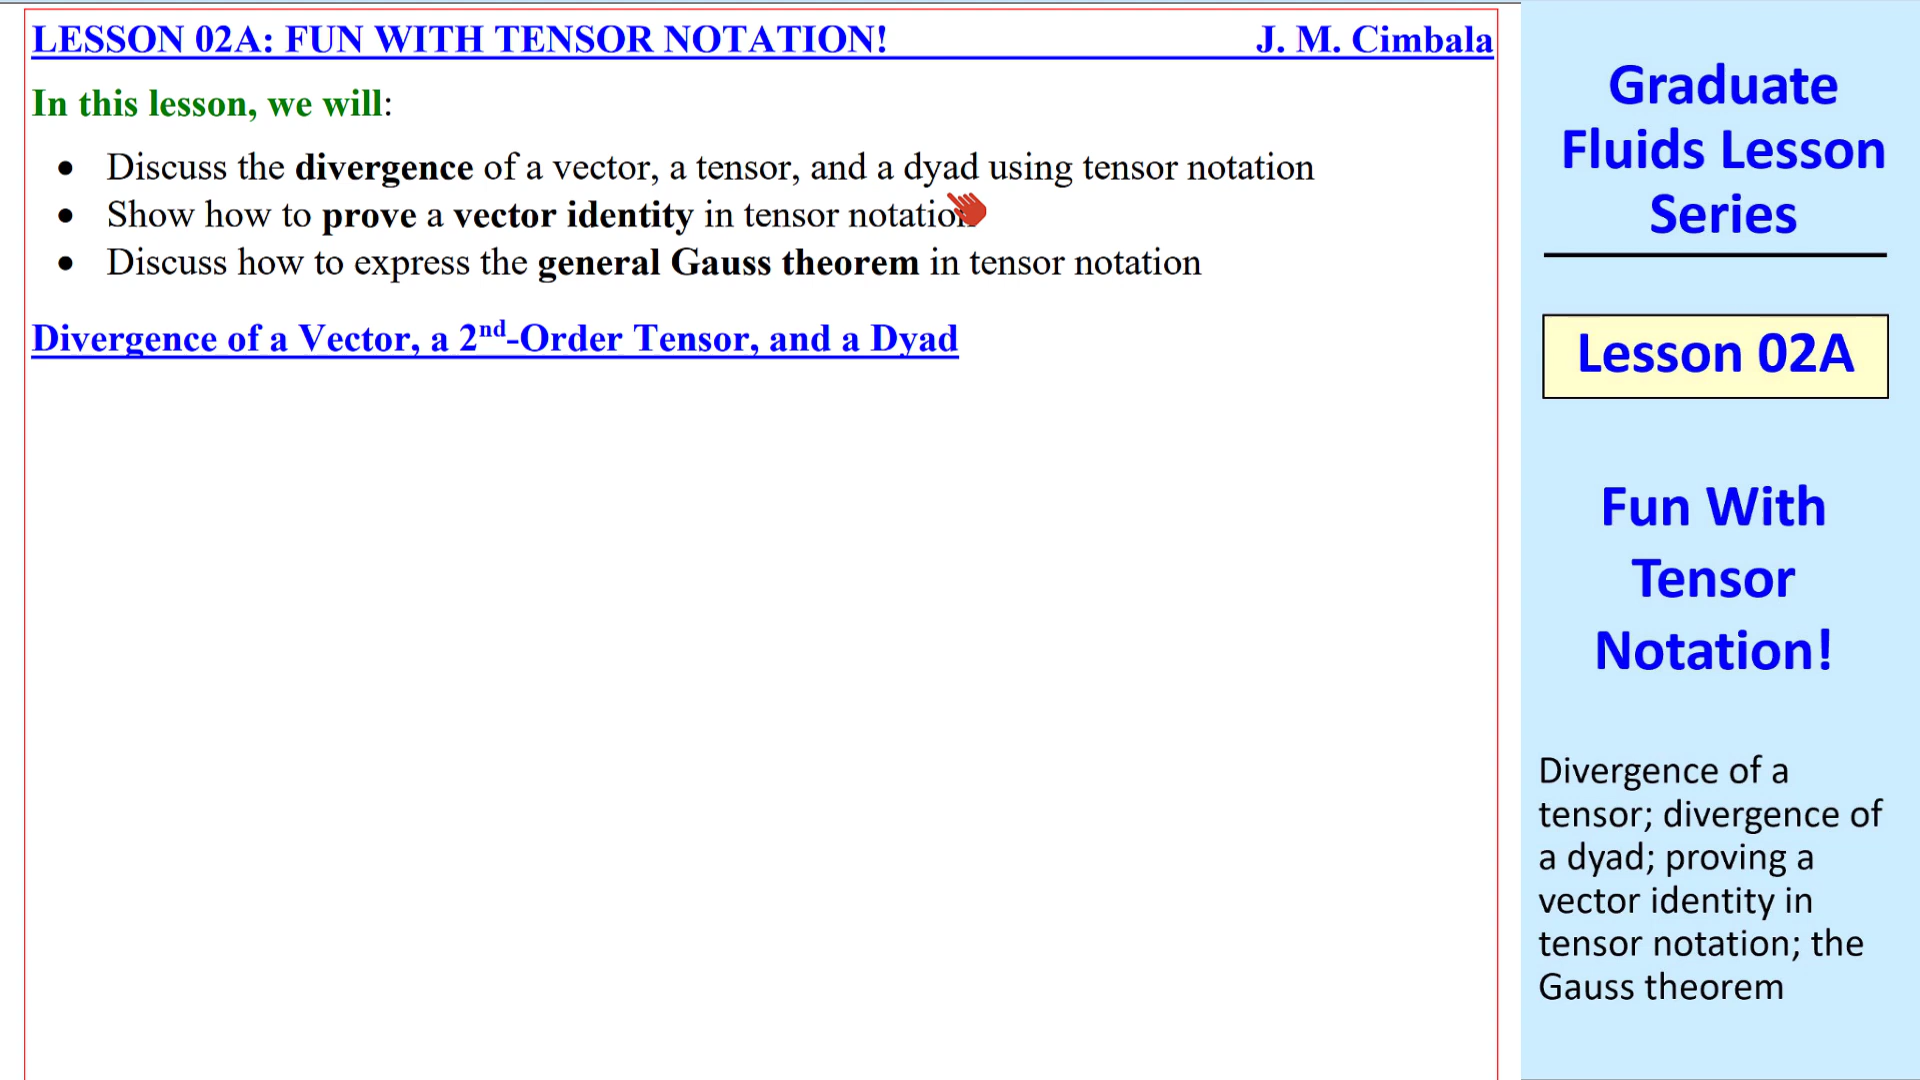 LESSON 02A: FUN WITH TENSOR NOTATION! J. M. Cimbala
In this lesson, we will:
• Discuss the divergence of a vector, a tensor, and a dyad using tensor notation
• Show how to prove a vector identity in tensor notation
• Discuss how to express the general Gauss theorem in tensor notation
Divergence of a Vector, a 2nd-Order Tensor, and a Dyad
Graduate
Fluids Lesson
Series
Lesson 02A
Fun With
Tensor
Notation!
Divergence of a
tensor; divergence of
a dyad; proving a
vector identity in
tensor notation; the
Gauss theorem